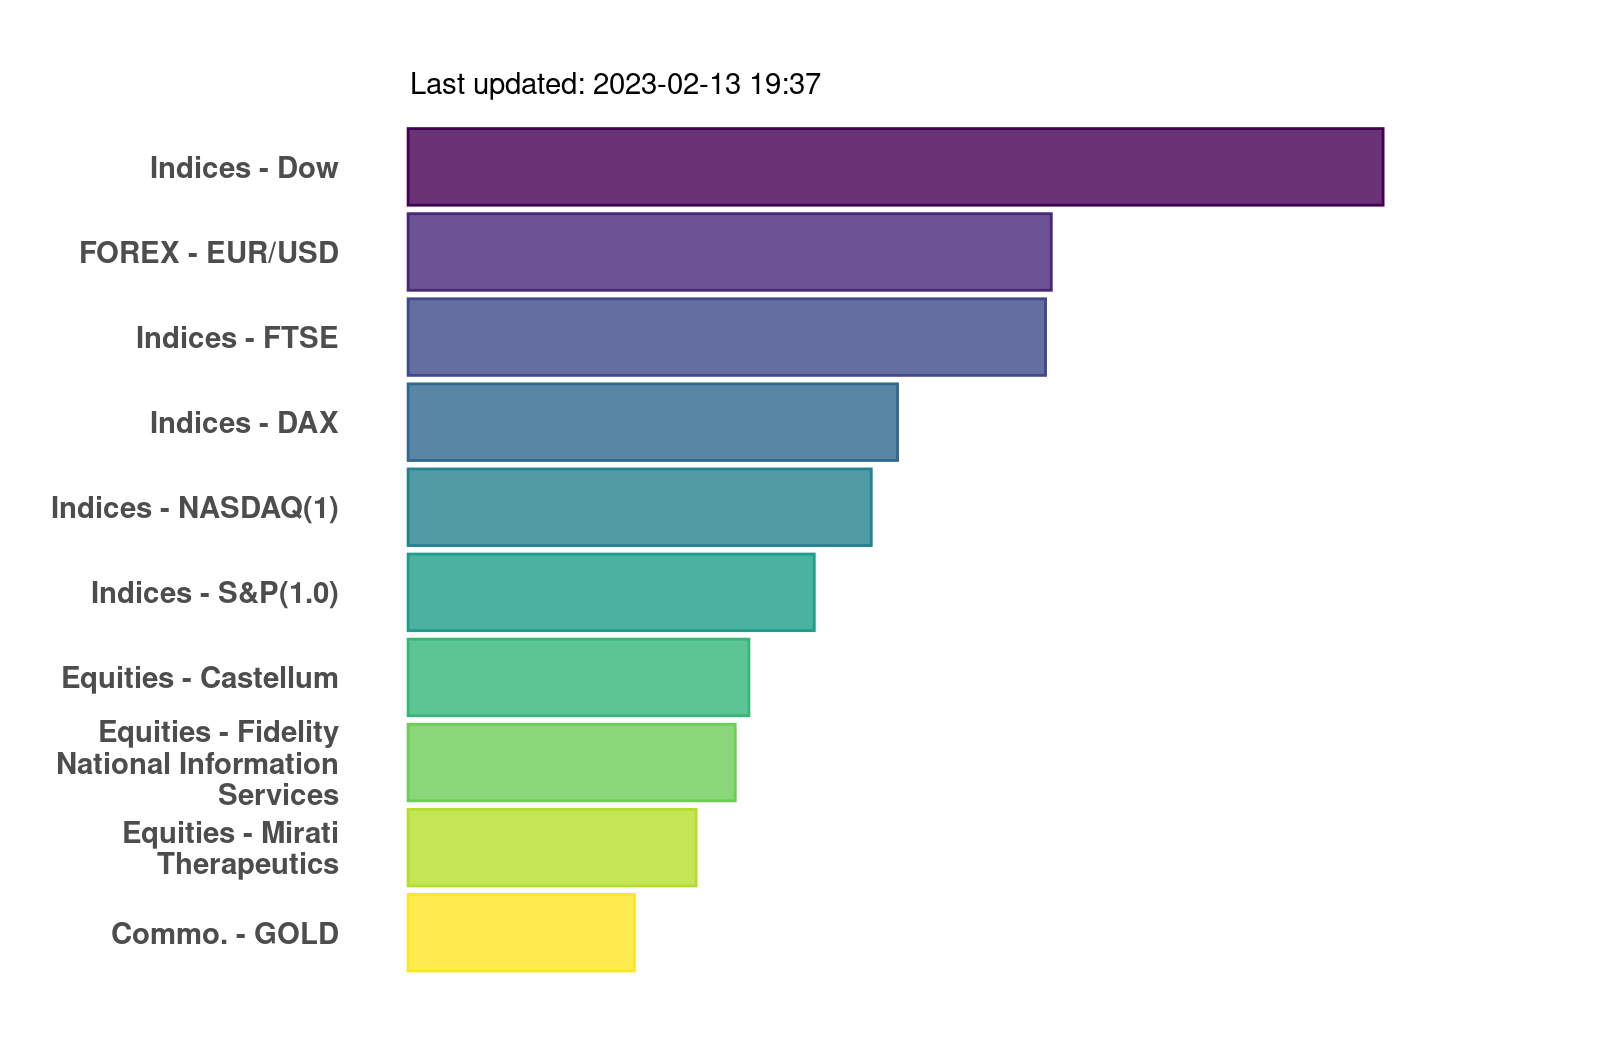 Last updated: 2023-02-13 19:37
Indices - Dow
FOREX - EUR/USD
Indices - FTSE
Indices - DAX
Indices - NASDAQ(1)
Indices - S&P(1.0)
Equities - Castellum
Equities - Fidelity
National Information
Services
Equities - Mirati
Therapeutics
Commo. - GOLD